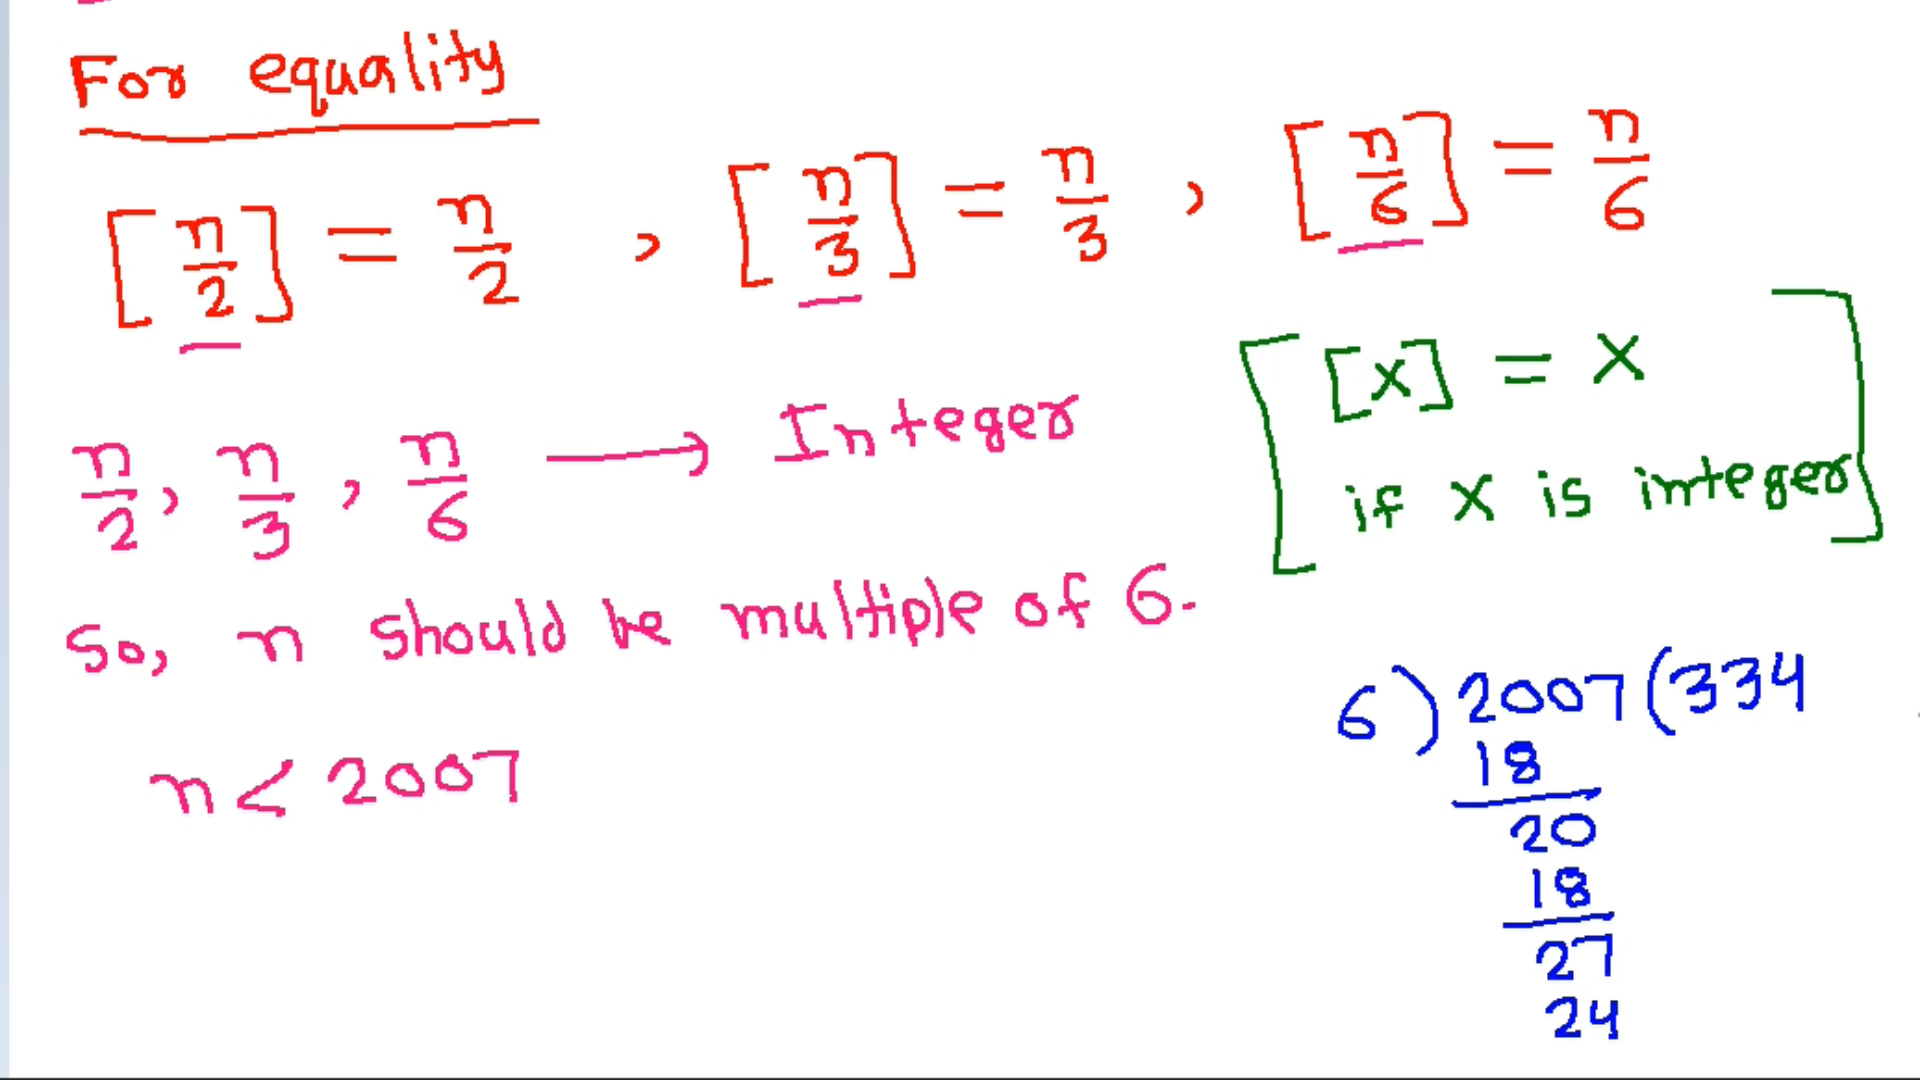 For equality
[n/2] = n/2 , [n/3] = n/3 , [n/6] = n/6
n/2, n/3, n/6 → Integer
[ [x] = x
if x is integer ]
So, n should be multiple of 6.
n < 2007
6 ) 2007 ( 334
18
20
18
27
24